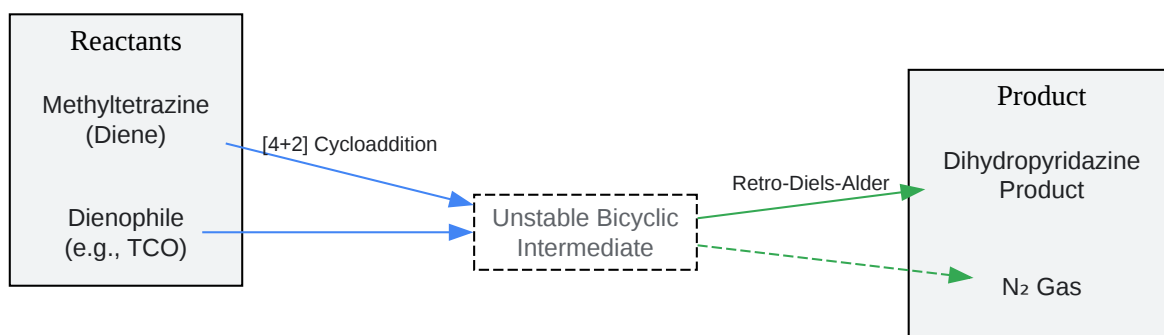 Reactants
Methyltetrazine
(Diene)
Dienophile
(e.g., TCO)
[4+2] Cycloaddition
Unstable Bicyclic
Intermediate
Retro-Diels-Alder
Product
Dihydropyridazine
Product
N₂ Gas